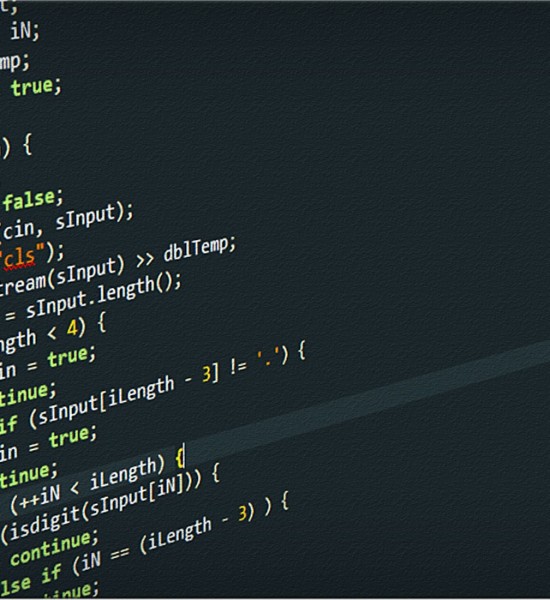 t;
iN;
mp;
true;
) {
false;
(cin, sInput);
"cls");
tream(sInput) >> dblTemp;
= sInput.length();
ngth < 4) {
in = true;
tinue;
if (sInput[iLength - 3] != '.') {
in = true;
tinue;
(++iN < iLength) {
(isdigit(sInput[iN])) {
continue;
lse if (iN == (iLength - 3) ) {
tinue;